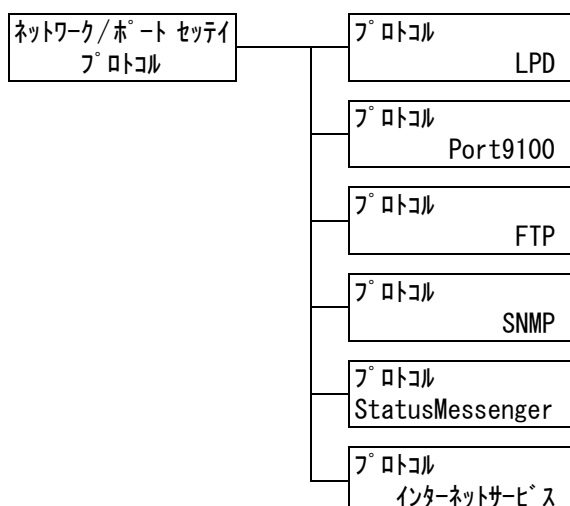 ﾈｯﾄﾜｰｸ/ﾎﾟｰﾄ ｾｯﾃｲ
ﾌﾟﾛﾄｺﾙ
ﾌﾟﾛﾄｺﾙ
LPD
ﾌﾟﾛﾄｺﾙ
Port9100
ﾌﾟﾛﾄｺﾙ
FTP
ﾌﾟﾛﾄｺﾙ
SNMP
ﾌﾟﾛﾄｺﾙ
StatusMessenger
ﾌﾟﾛﾄｺﾙ
ｲﾝﾀｰﾈｯﾄｻｰﾋﾞｽ